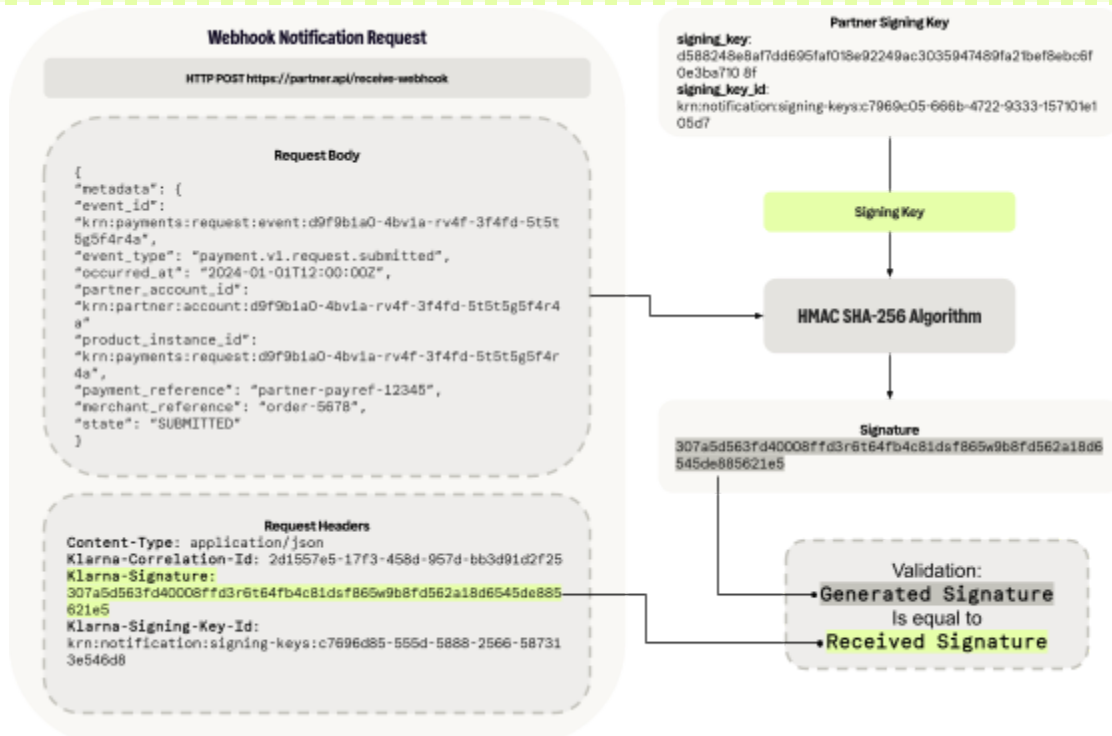 Webhook Notification Request
HTTP POST https://partner.api/receive-webhook
Request Body
{
"metadata": {
"event_id":
"krn:payments:request:event:d9f9b1a0-4bv1a-rv4f-3f4fd-5t5t
5g5f4r4a",
"event_type": "payment.v1.request.submitted",
"occurred_at": "2024-01-01T12:00:00Z",
"partner_account_id":
"krn:partner:account:d9f9b1a0-4bv1a-rv4f-3f4fd-5t5t5g5f4r4
a"
"product_instance_id":
"krn:payments:request:d9f9b1a0-4bv1a-rv4f-3f4fd-5t5t5g5f4r
4a",
"payment_reference": "partner-payref-12345",
"merchant_reference": "order-5678",
"state": "SUBMITTED"
}
Request Headers
Content-Type: application/json
Klarna-Correlation-Id: 2d1557e5-17f3-458d-957d-bb3d91d2f25
Klarna-Signature:
307a5d563fd40008ffd3r6t64fb4c81dsf865w9b8fd562a18d6545de885
621e5
Klarna-Signing-Key-Id:
krn:notification:signing-keys:c7696d85-555d-5888-2566-58731
3e546d8
Partner Signing Key
signing_key:
d588248e8af7dd695faf018e92249ac3035947489fa21bef8ebc6f
0e3ba710 8f
signing_key_id:
krn:notification:signing-keys:c7969c05-666b-4722-9333-157101e1
05d7
Signing Key
HMAC SHA-256 Algorithm
Signature
307a5d563fd40008ffd3r6t64fb4c81dsf865w9b8fd562a18d6
545de885621e5
Validation:
Generated Signature
Is equal to
Received Signature